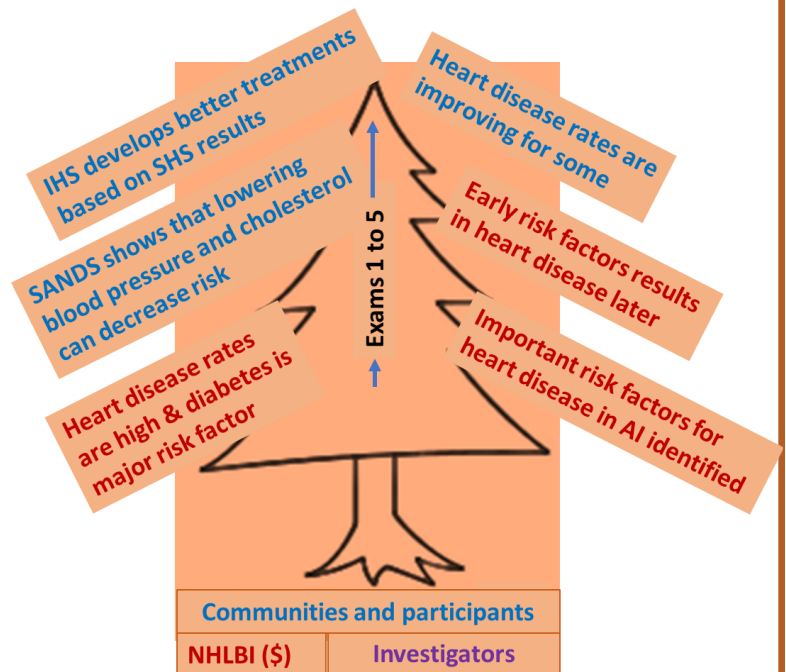 IHS develops better treatments
based on SHS results
Heart disease rates are
improving for some
SANDS shows that lowering
blood pressure and cholesterol
can decrease risk
Early risk factors results
in heart disease later
Heart disease rates
are high & diabetes is
major risk factor
Important risk factors for
heart disease in AI identified
Exams 1 to 5
Communities and participants
NHLBI ($)
Investigators